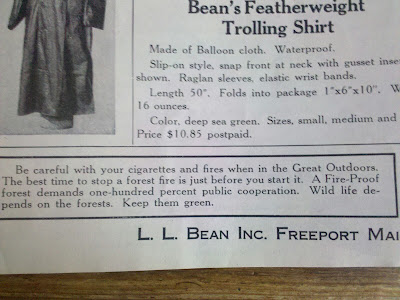 Bean's Featherweight
Trolling Shirt
Made of Balloon cloth. Waterproof.
Slip-on style, snap front at neck with gusset inse
shown. Raglan sleeves, elastic wrist bands.
Length 50". Folds into package 1"x6"x10". W
16 ounces.
Color, deep sea green. Sizes, small, medium and
Price $10.85 postpaid.
Be careful with your cigarettes and fires when in the Great Outdoors.
The best time to stop a forest fire is just before you start it. A Fire-Proof
forest demands one-hundred percent public cooperation. Wild life de-
pends on the forests. Keep them green.
L. L. Bean Inc. Freeport Mai